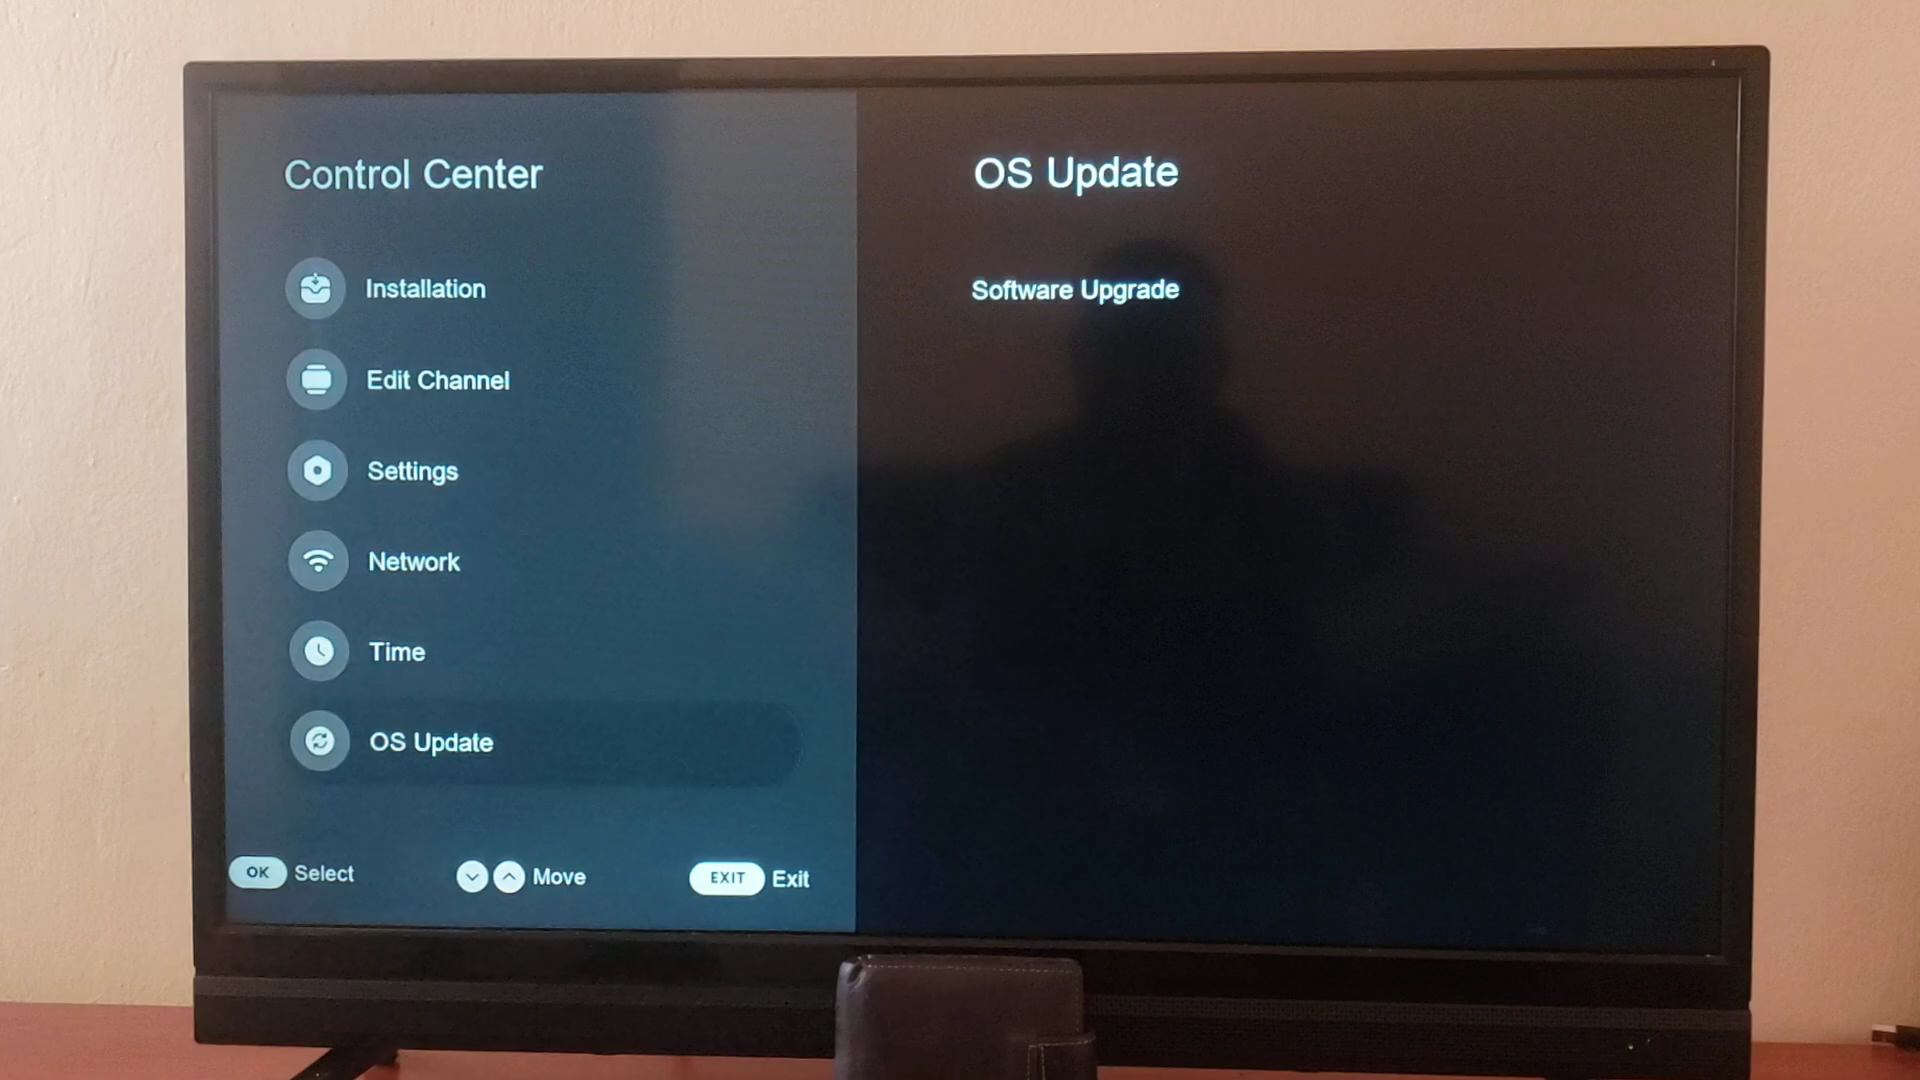 Control Center
Installation
Edit Channel
Settings
Network
Time
OS Update
OK Select
Move
EXIT Exit
OS Update
Software Upgrade